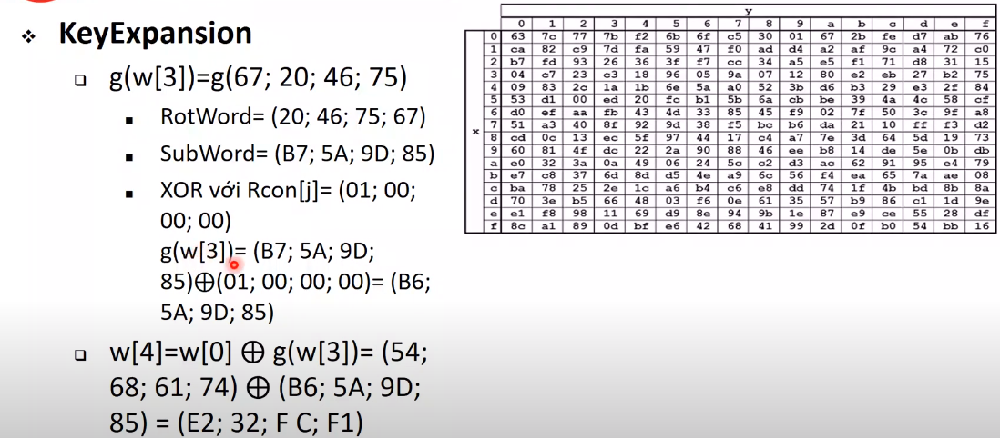 KeyExpansion
g(w[3])=g(67; 20; 46; 75)
RotWord= (20; 46; 75; 67)
SubWord= (B7; 5A; 9D; 85)
XOR với Rcon[j]= (01; 00;
00; 00)
g(w[3])= (B7; 5A; 9D;
85)⊕(01; 00; 00; 00)= (B6;
5A; 9D; 85)
w[4]=w[0] ⊕ g(w[3])= (54;
68; 61; 74) ⊕ (B6; 5A; 9D;
85) = (E2; 32; F C; F1)
y
0 1 2 3 4 5 6 7 8 9 a b c d e f
x
0 63 7c 77 7b f2 6b 6f c5 30 01 67 2b fe d7 ab 76
1 ca 82 c9 7d fa 59 47 f0 ad d4 a2 af 9c a4 72 c0
2 b7 fd 93 26 36 3f f7 cc 34 a5 e5 f1 71 d8 31 15
3 04 c7 23 c3 18 96 05 9a 07 12 80 e2 eb 27 b2 75
4 09 83 2c 1a 1b 6e 5a a0 52 3b d6 b3 29 e3 2f 84
5 53 d1 00 ed 20 fc b1 5b 6a cb be 39 4a 4c 58 cf
6 d0 ef aa fb 43 4d 33 85 45 f9 02 7f 50 3c 9f a8
7 51 a3 40 8f 92 9d 38 f5 bc b6 da 21 10 ff f3 d2
8 cd 0c 13 ec 5f 97 44 17 c4 a7 7e 3d 64 5d 19 73
9 60 81 4f dc 22 2a 90 88 46 ee b8 14 de 5e 0b db
a e0 32 3a 0a 49 06 24 5c c2 d3 ac 62 91 95 e4 79
b e7 c8 37 6d 8d d5 4e a9 6c 56 f4 ea 65 7a ae 08
c ba 78 25 2e 1c a6 b4 c6 e8 dd 74 1f 4b bd 8b 8a
d 70 3e b5 66 48 03 f6 0e 61 35 57 b9 86 c1 1d 9e
e e1 f8 98 11 69 d9 8e 94 9b 1e 87 e9 ce 55 28 df
f 8c a1 89 0d bf e6 42 68 41 99 2d 0f b0 54 bb 16